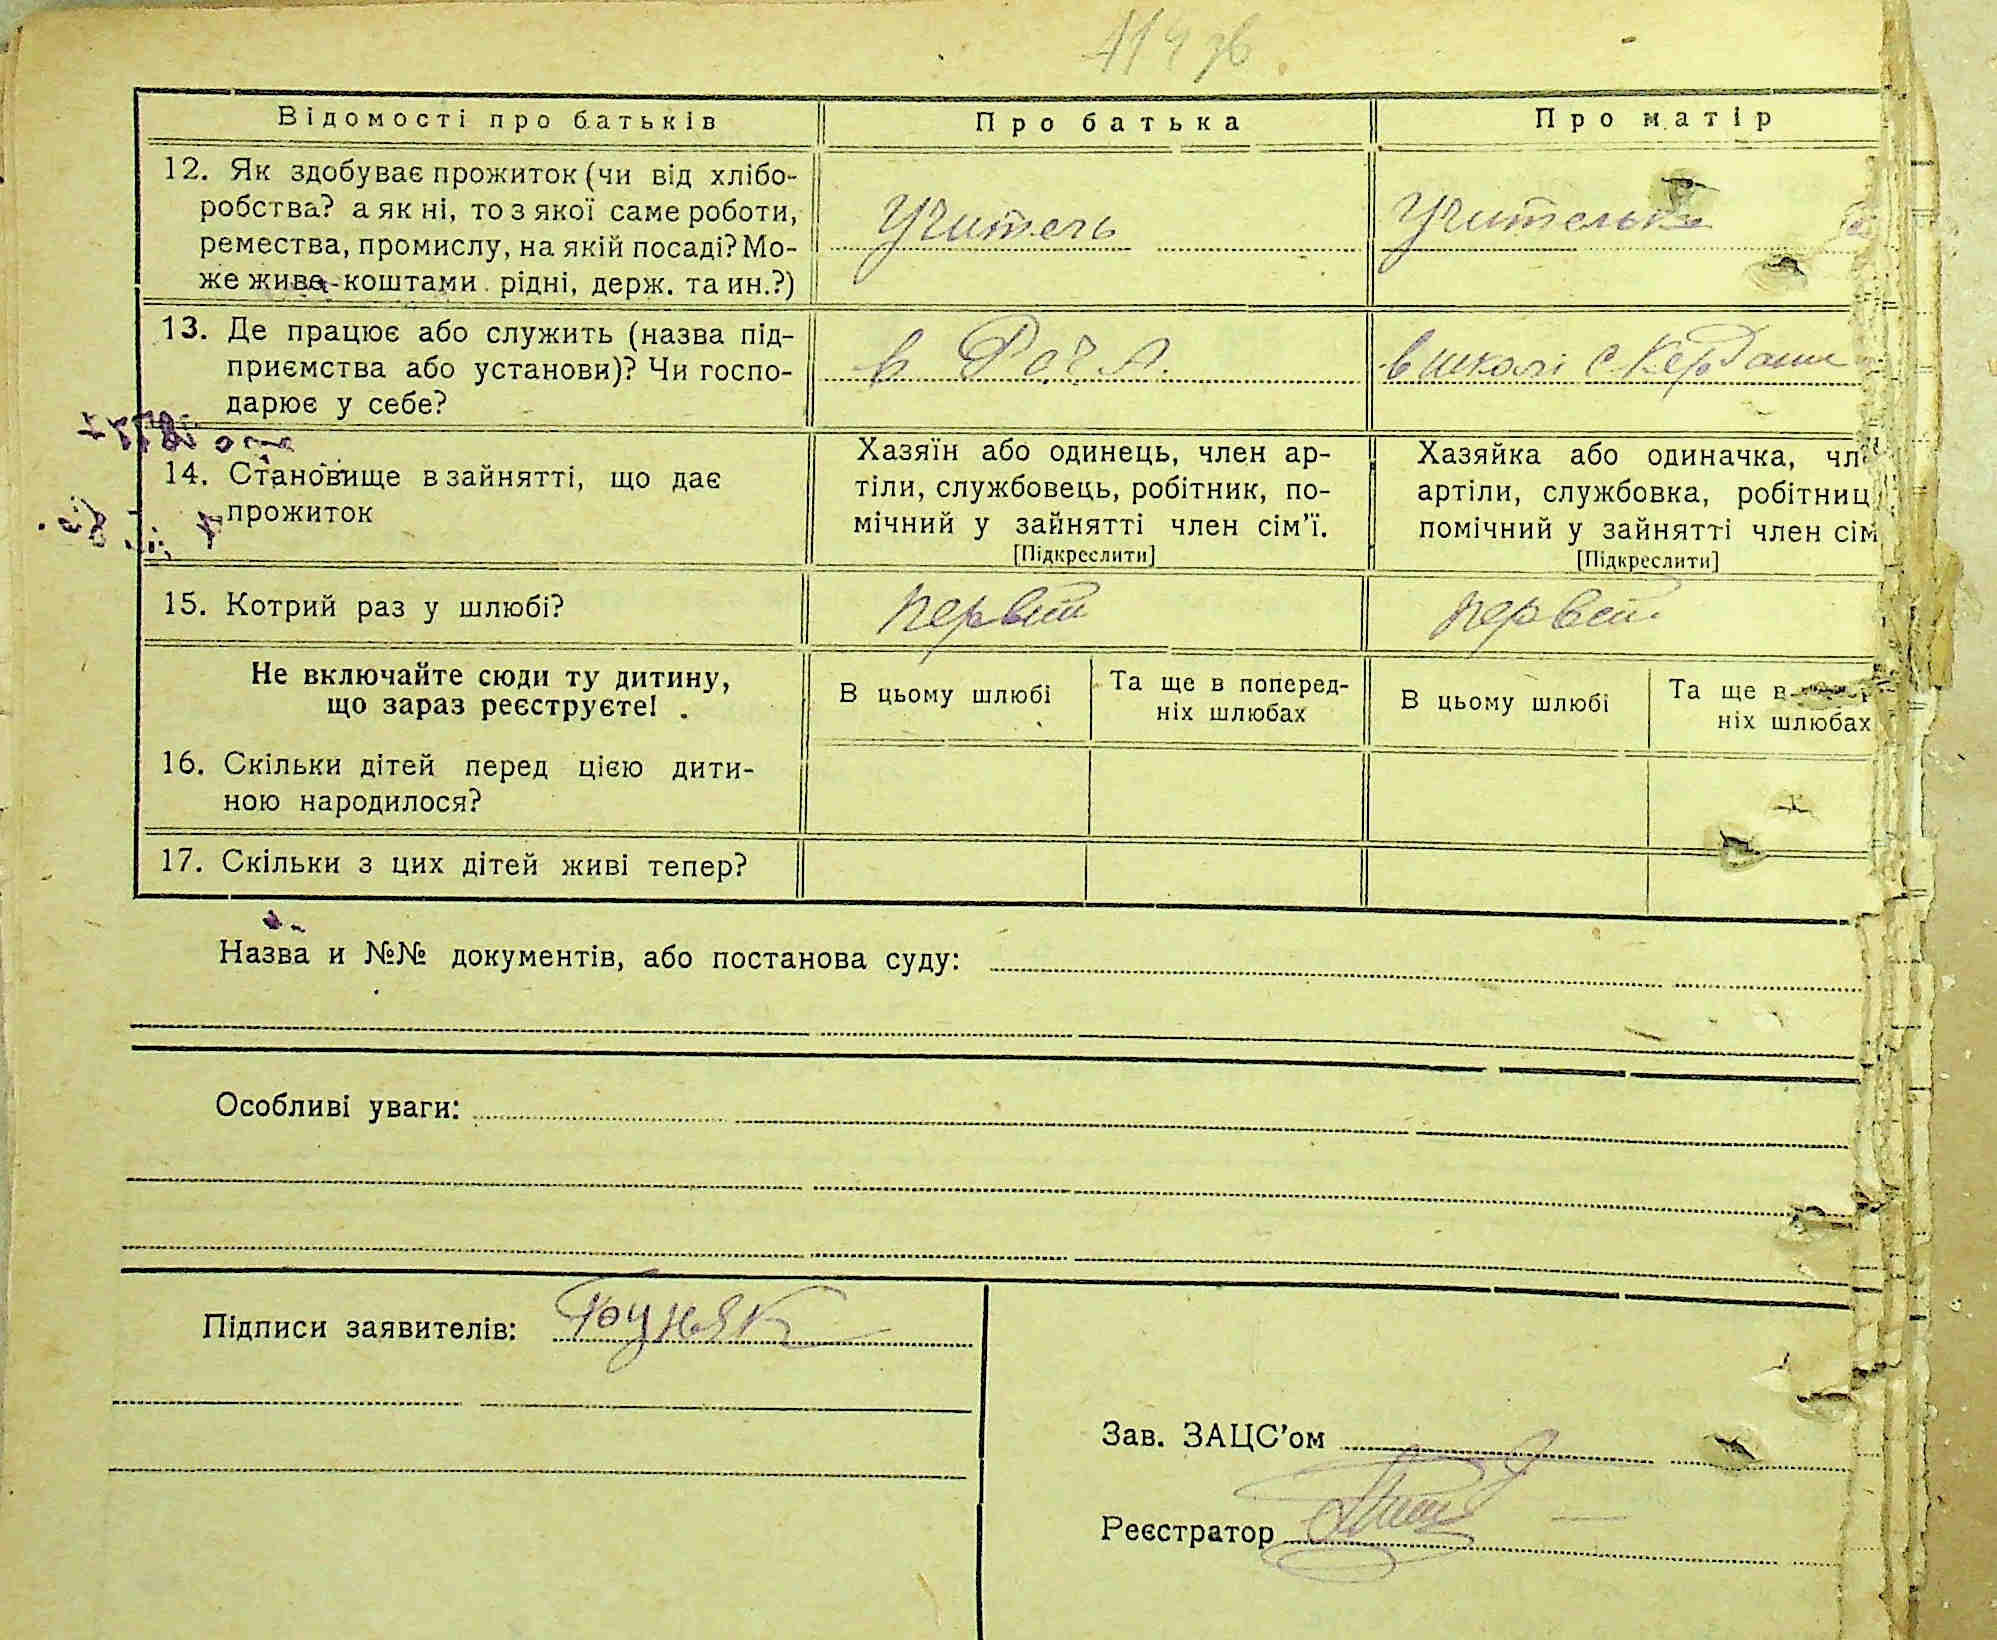 414 зв
Відомості про батьків
Про батька
Про матір
12. Як здобуває прожиток (чи від хлібо-
робства? а як ні, то з якої саме роботи,
ремества, промислу, на якій посаді? Мо-
же живе коштами рідні, держ. та ин.?)
Учитель
Учителька
13. Де працює або служить (назва під-
приємства або установи)? Чи госпо-
дарює у себе?
в
в школі с
14. Становище в зайнятті, що дає
прожиток
Хазяїн або одинець, член ар-
тіли, службовець, робітник, по-
мічний у зайнятті член сім'ї.
[Підкреслити]
Хазяйка або одиначка, чл
артіли, службовка, робітниц
помічний у зайнятті член сім
[Підкреслити]
15. Котрий раз у шлюбі?
первий
первий
Не включайте сюди ту дитину,
що зараз реєструєте!
В цьому шлюбі
Та ще в поперед-
ніх шлюбах
В цьому шлюбі
Та ще в
ніх шлюбах
16. Скільки дітей перед цією дити-
ною народилося?
17. Скільки з цих дітей живі тепер?
Назва и №№ документів, або постанова суду:
Особливі уваги:
Підписи заявителів:
Зав. ЗАЦС'ом
Реєстратор